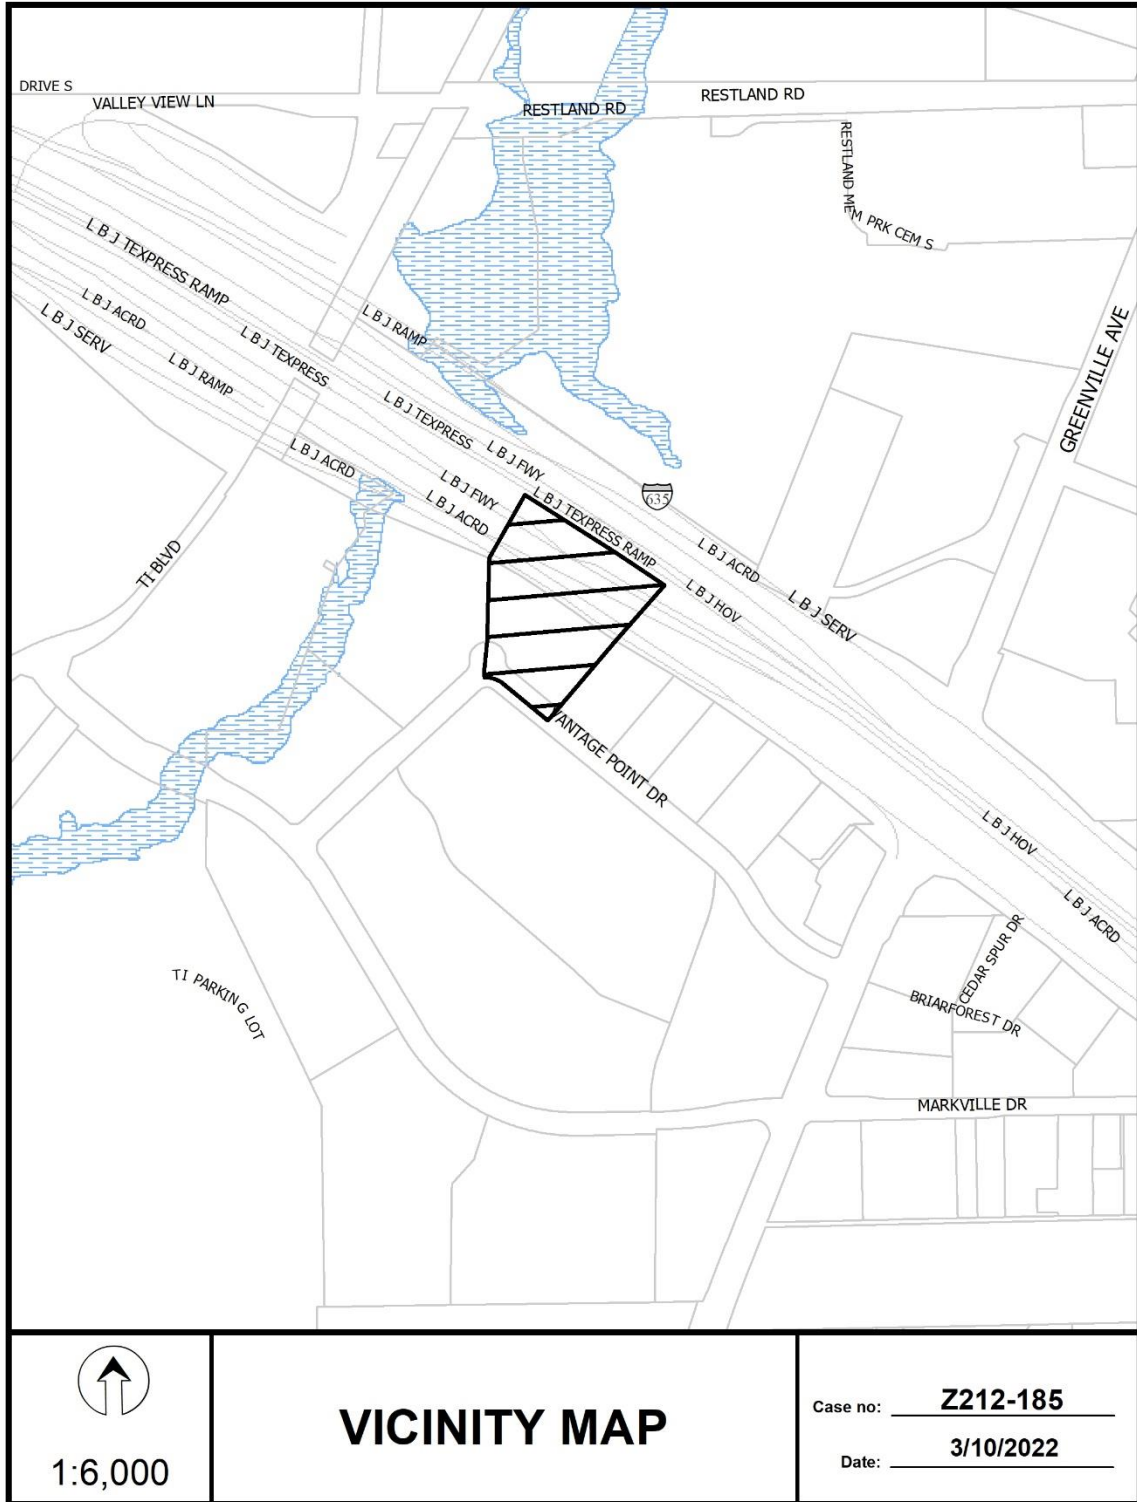 DRIVE S
VALLEY VIEW LN
RESTLAND RD
RESTLAND RD
RESTLAND ME
M PRK CEM S
L B J TEXPRESS RAMP
L B J ACRD
L B J SERV
L B J RAMP
L B J TEXPRESS
L B J RAMP
GREENVILLE AVE
L B J TEXPRESS
L B J FWY
L B J ACRD
L B J FWY
L B J ACRD
635
L B J TEXPRESS RAMP
L B J ACRD
TI BLVD
L B J HOV
L B J SERV
VANTAGE POINT DR
L B J HOV
L B J ACRD
CEDAR SPUR DR
TI PARKING LOT
BRIARFOREST DR
MARKVILLE DR
1:6,000
VICINITY MAP
Case no: Z212-185
Date: 3/10/2022